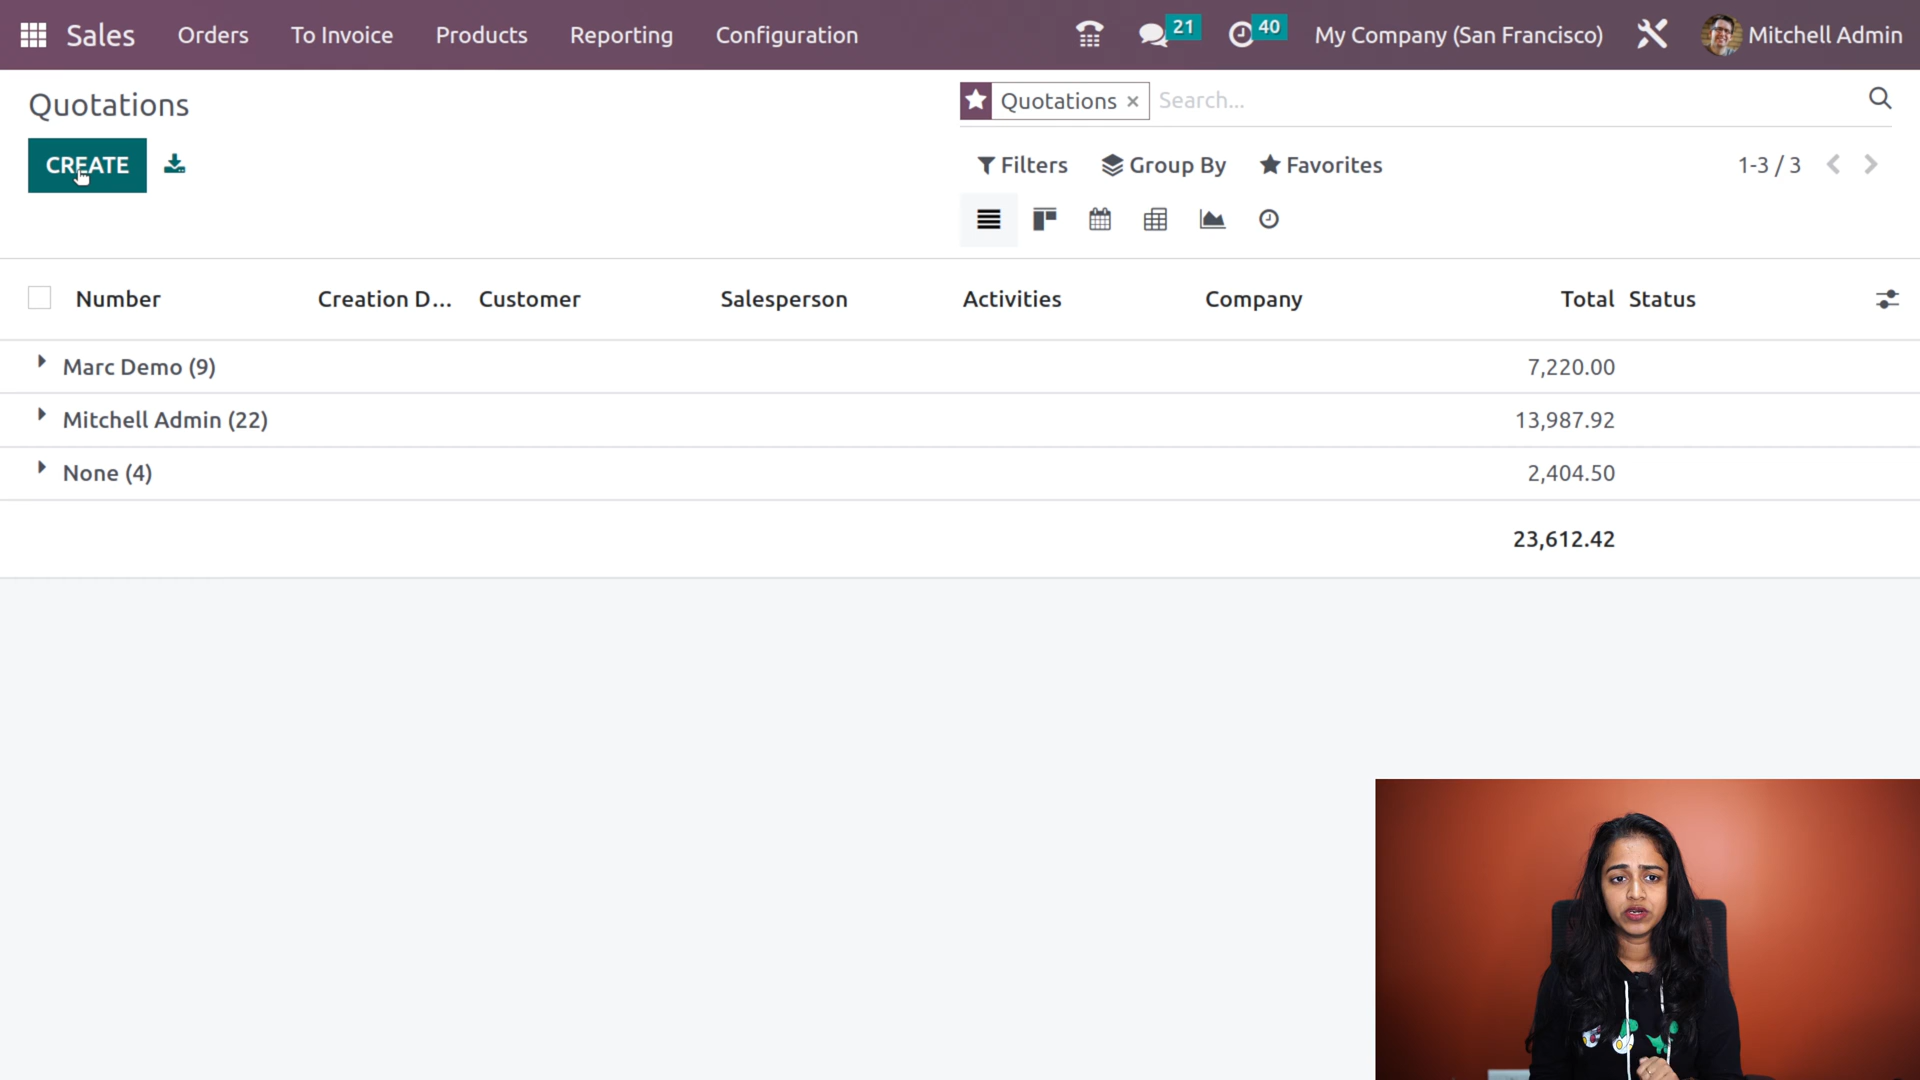 Sales Orders To Invoice Products Reporting Configuration 21 40 My Company (San Francisco) Mitchell Admin
Quotations
Quotations × Search...
CREATE
Filters Group By Favorites 1-3 / 3
Number Creation D... Customer Salesperson Activities Company Total Status
Marc Demo (9) 7,220.00
Mitchell Admin (22) 13,987.92
None (4) 2,404.50
23,612.42